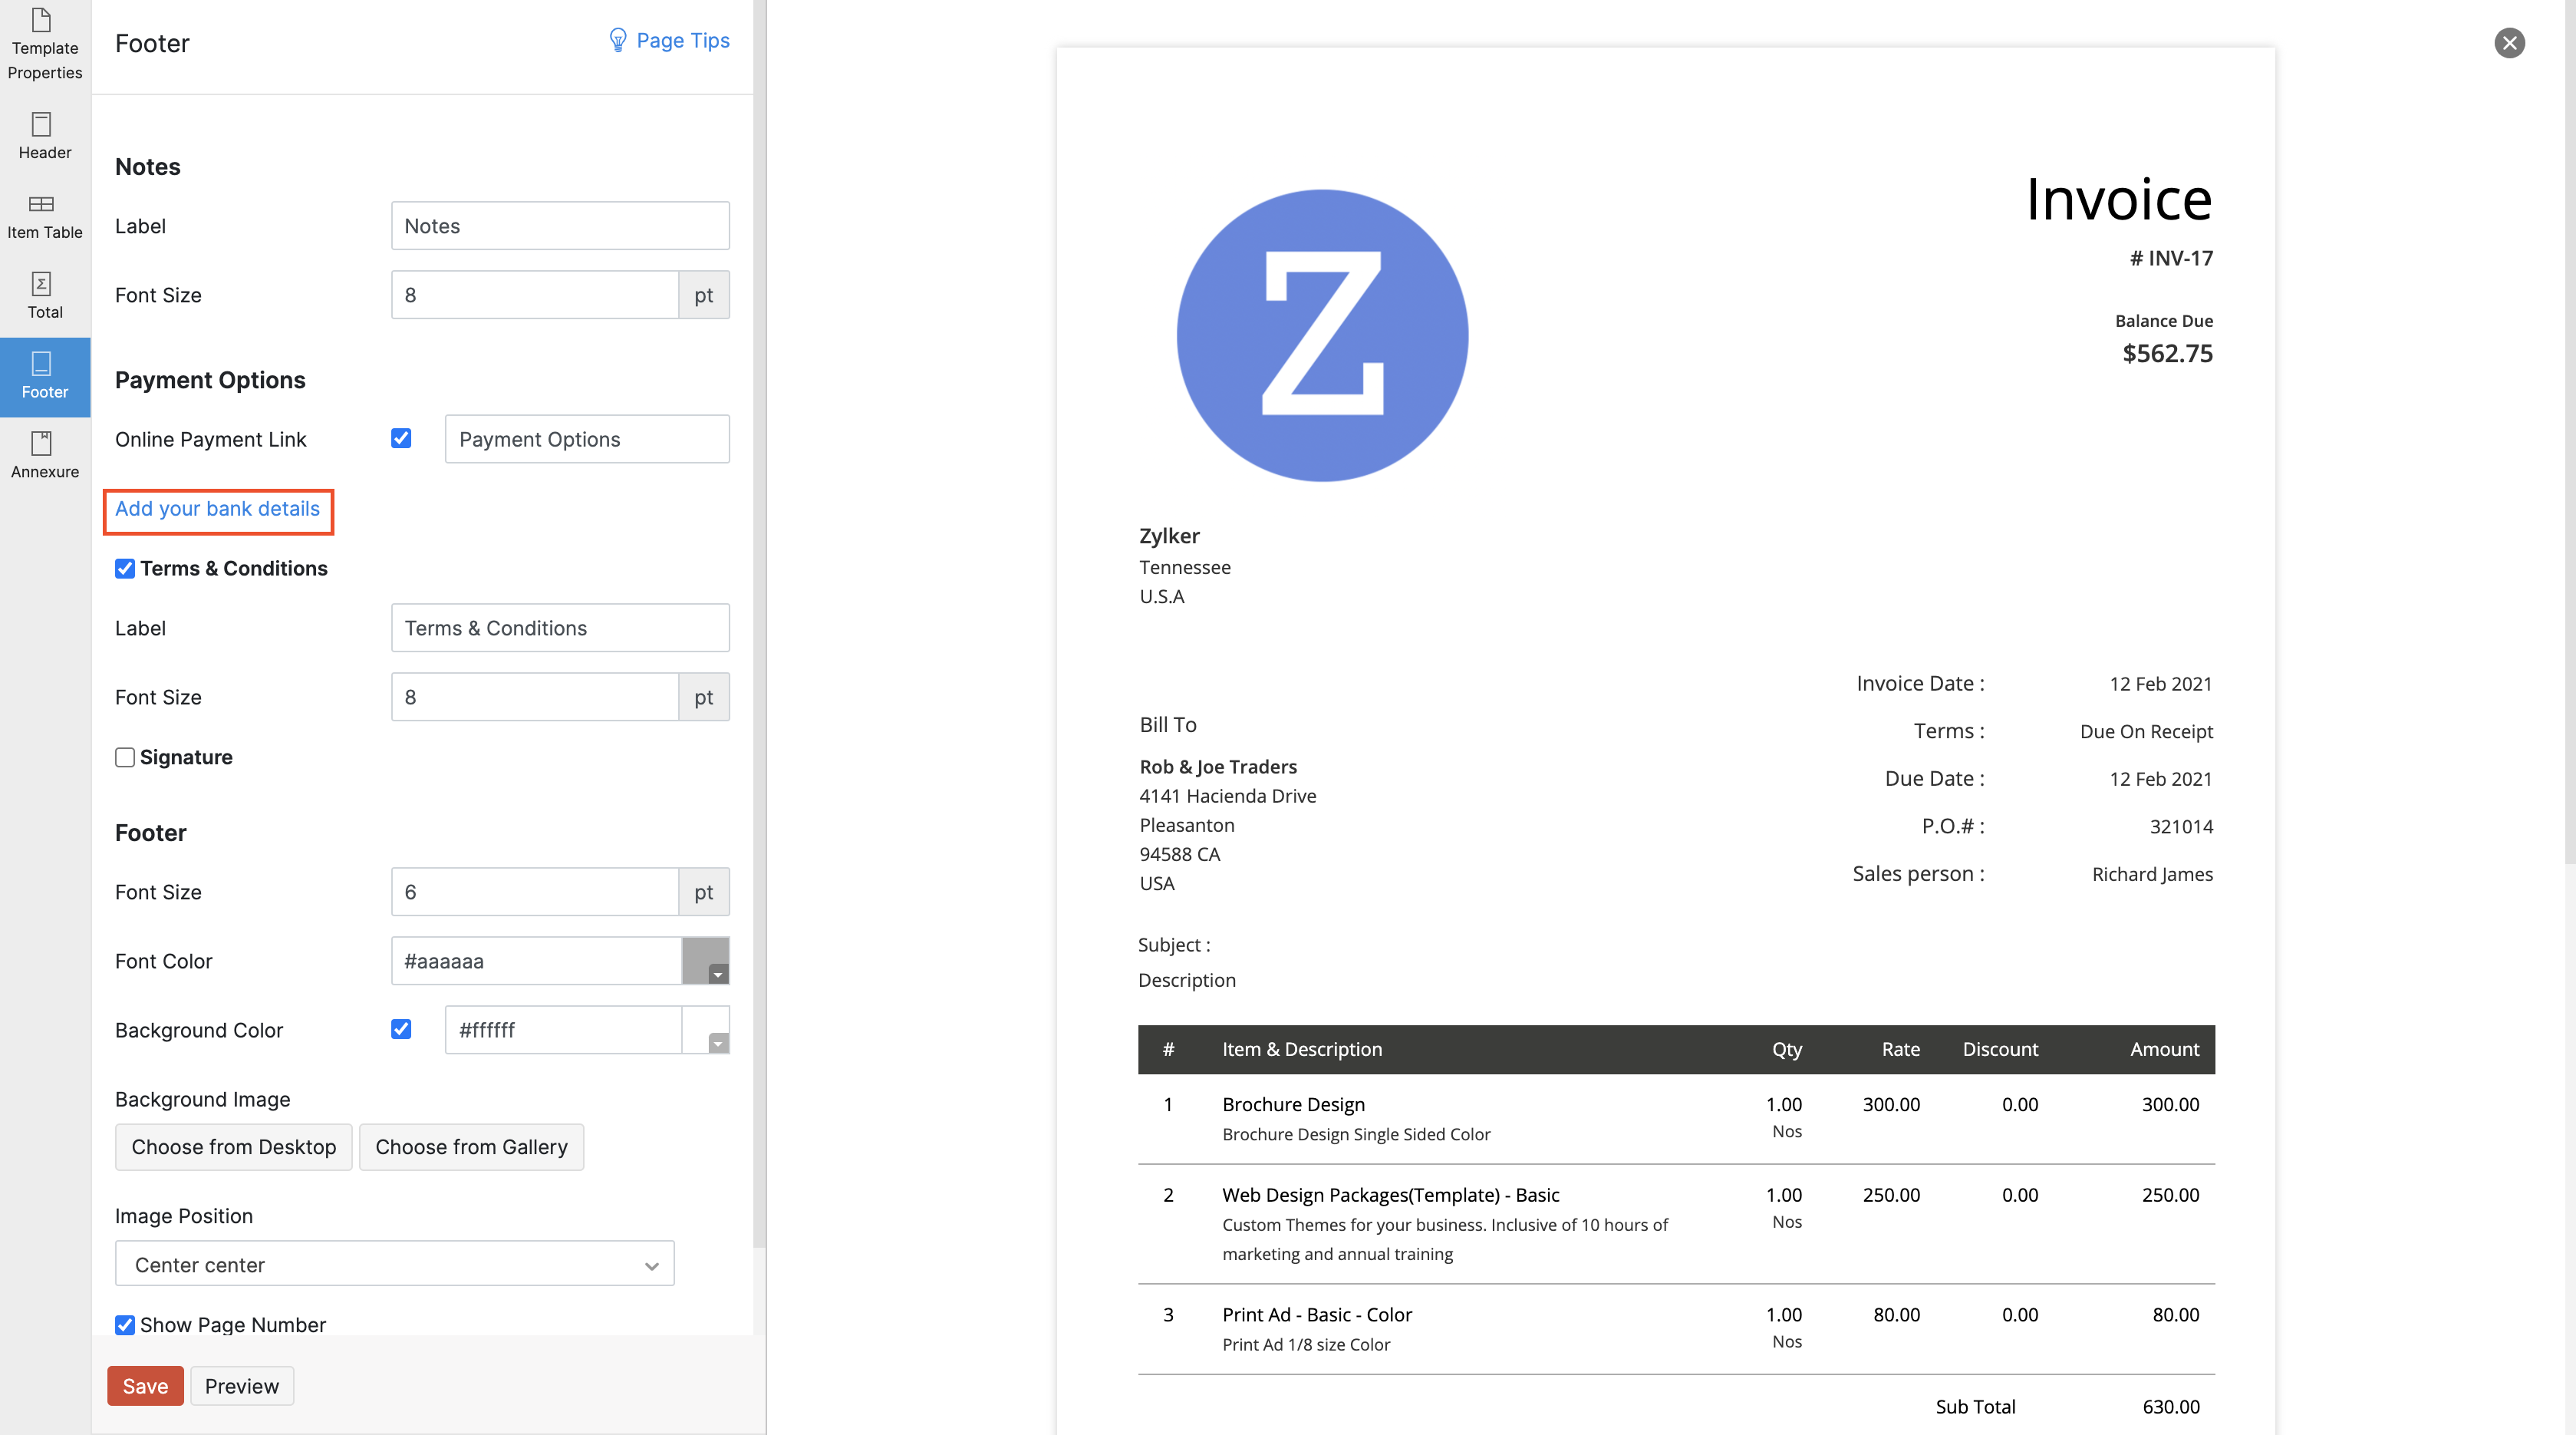 Template
Properties
Header
Item Table
Total
Footer
Annexure
Footer
Page Tips
Notes
Label
Notes
Font Size
8
pt
Payment Options
Online Payment Link
Payment Options
Add your bank details
Terms & Conditions
Label
Terms & Conditions
Font Size
8
pt
Signature
Footer
Font Size
6
pt
Font Color
#aaaaaa
Background Color
#ffffff
Background Image
Choose from Desktop
Choose from Gallery
Image Position
Center center
Show Page Number
Save
Preview
Z
Invoice
# INV-17
Balance Due
$562.75
Zylker
Tennessee
U.S.A
Invoice Date : 12 Feb 2021
Terms : Due On Receipt
Due Date : 12 Feb 2021
P.O.# : 321014
Sales person : Richard James
Bill To
Rob & Joe Traders
4141 Hacienda Drive
Pleasanton
94588 CA
USA
Subject :
Description
# Item & Description Qty Rate Discount Amount
1 Brochure Design 1.00 300.00 0.00 300.00
Brochure Design Single Sided Color Nos
2 Web Design Packages(Template) - Basic 1.00 250.00 0.00 250.00
Custom Themes for your business. Inclusive of 10 hours of Nos
marketing and annual training
3 Print Ad - Basic - Color 1.00 80.00 0.00 80.00
Print Ad 1/8 size Color Nos
Sub Total 630.00